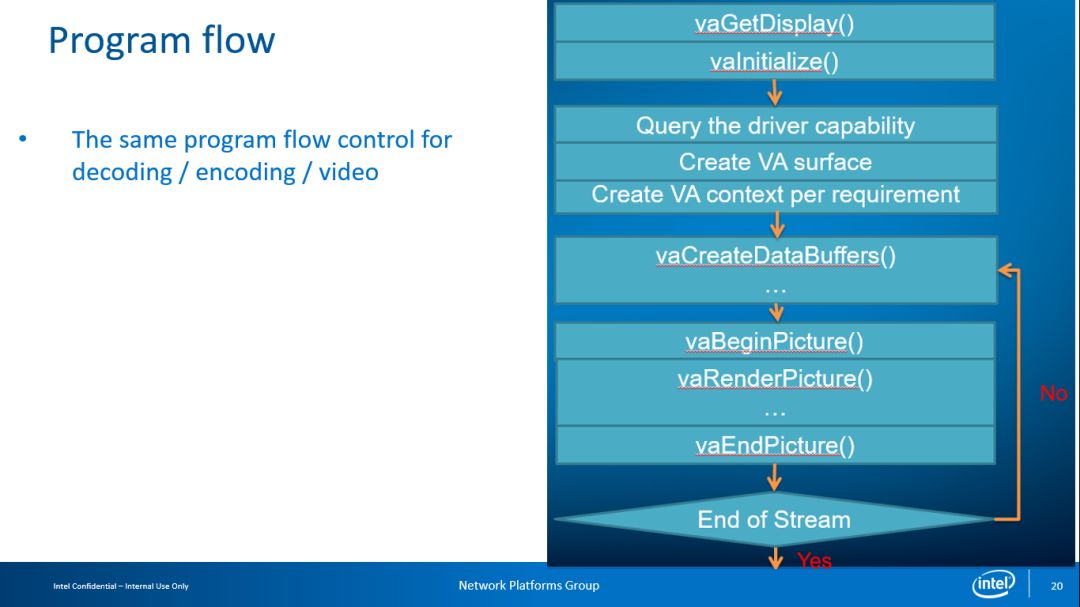 Program flow
• The same program flow control for
decoding / encoding / video
vaGetDisplay()
vaInitialize()
Query the driver capability
Create VA surface
Create VA context per requirement
vaCreateDataBuffers()
...
vaBeginPicture()
vaRenderPicture()
...
vaEndPicture()
No
End of Stream
Yes
Intel Confidential – Internal Use Only
Network Platforms Group
intel
20